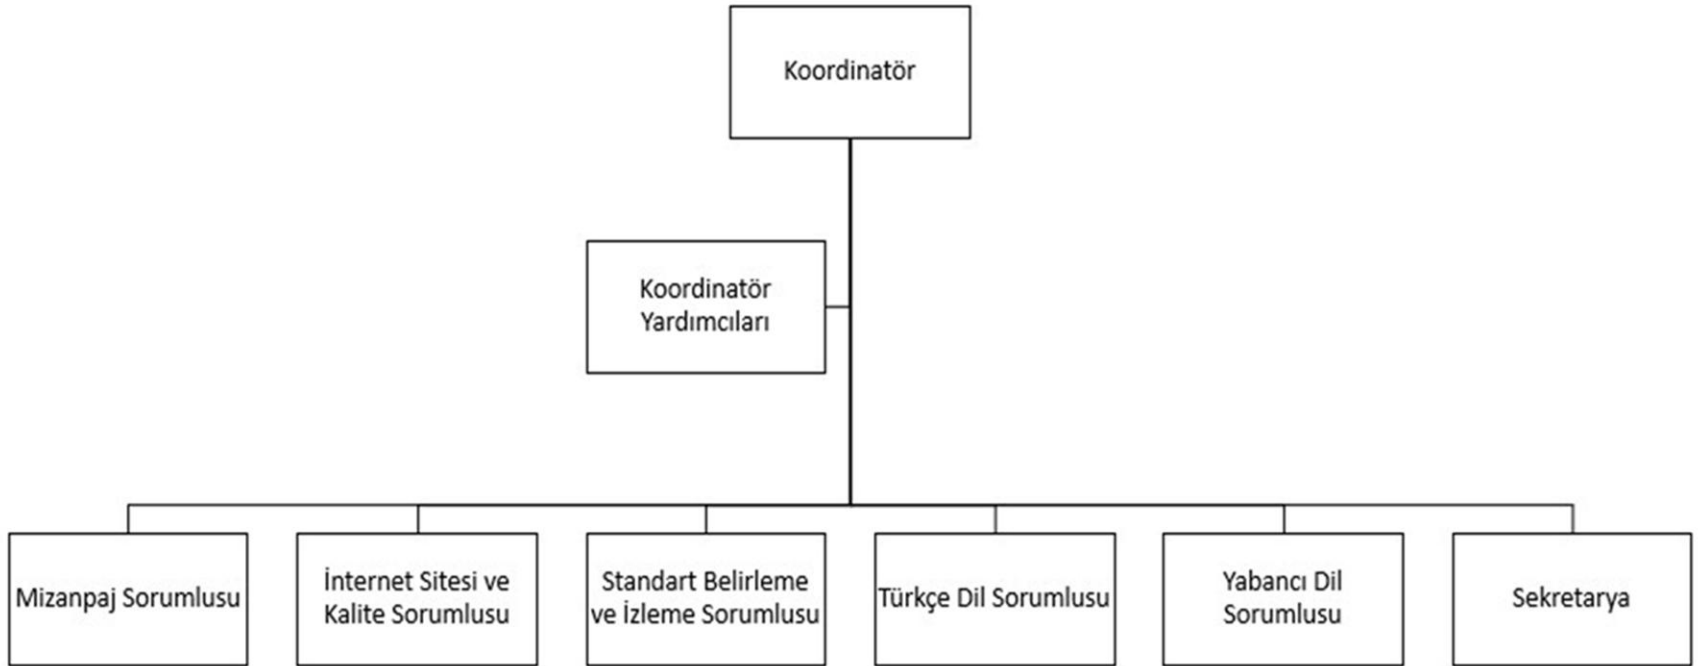 Koordinatör
Koordinatör
Yardımcıları
Mizanpaj Sorumlusu
İnternet Sitesi ve
Kalite Sorumlusu
Standart Belirleme
ve İzleme Sorumlusu
Türkçe Dil Sorumlusu
Yabancı Dil
Sorumlusu
Sekretarya